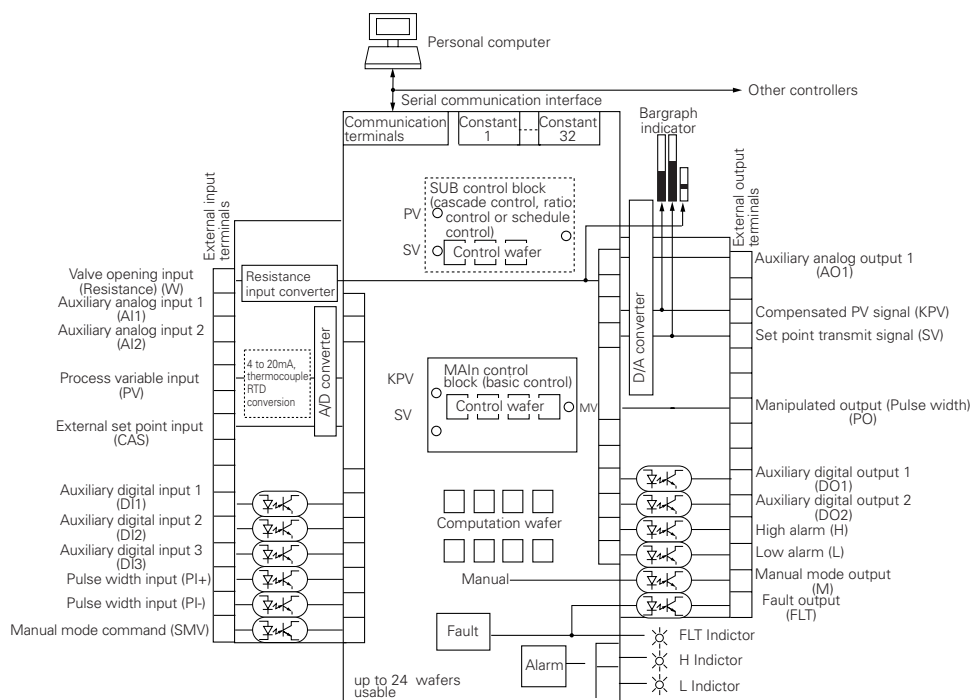 Personal computer
Other controllers
Serial communication interface
Communication
terminals
Constant
1
Constant
32
Bargraph
indicator
External input
terminals
External output
terminals
SUB control block
(cascade control, ratio
control or schedule
control)
PV
SV
Control wafer
Valve opening input
(Resistance) (W)
Auxiliary analog input 1
(AI1)
Auxiliary analog input 2
(AI2)
Process variable input
(PV)
External set point input
(CAS)
Resistance
input converter
4 to 20mA,
thermocouple,
RTD
conversion
A/D converter
D/A converter
Auxiliary analog output 1
(AO1)
Compensated PV signal (KPV)
Set point transmit signal (SV)
KPV
SV
MAIn control
block (basic control)
Control wafer
MV
Manipulated output (Pulse width)
(PO)
Auxiliary digital input 1
(DI1)
Auxiliary digital input 2
(DI2)
Auxiliary digital input 3
(DI3)
Pulse width input (PI+)
Pulse width input (PI-)
Manual mode command (SMV)
Computation wafer
Manual
Auxiliary digital output 1
(DO1)
Auxiliary digital output 2
(DO2)
High alarm (H)
Low alarm (L)
Manual mode output
(M)
Fault output
(FLT)
Fault
Alarm
FLT Indictor
H Indictor
L Indictor
up to 24 wafers
usable